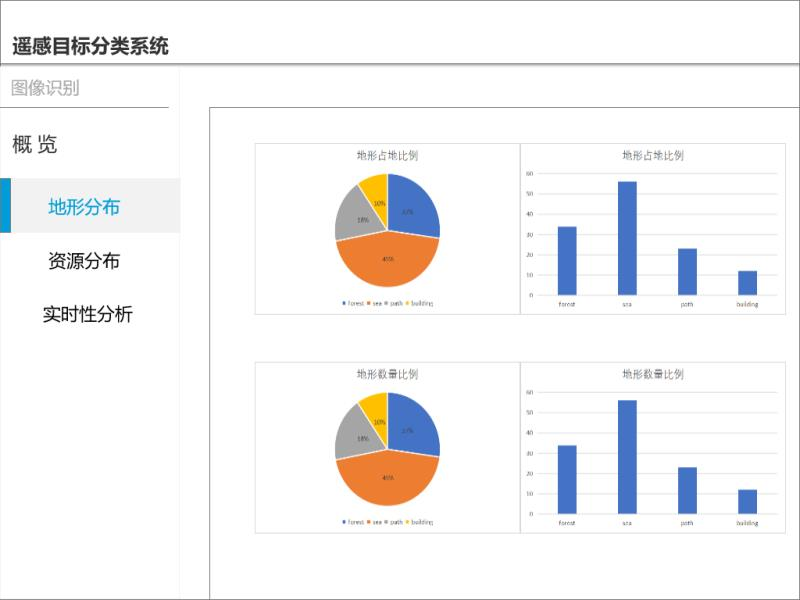 遥感目标分类系统
图像识别
概 览
地形分布
资源分布
实时性分析
地形占地比例
10%
27%
18%
45%
forest sea path building
地形占地比例
60
50
40
30
20
10
0
forest sea path building
地形数量比例
10%
27%
18%
45%
forest sea path building
地形数量比例
60
50
40
30
20
10
0
forest sea path building